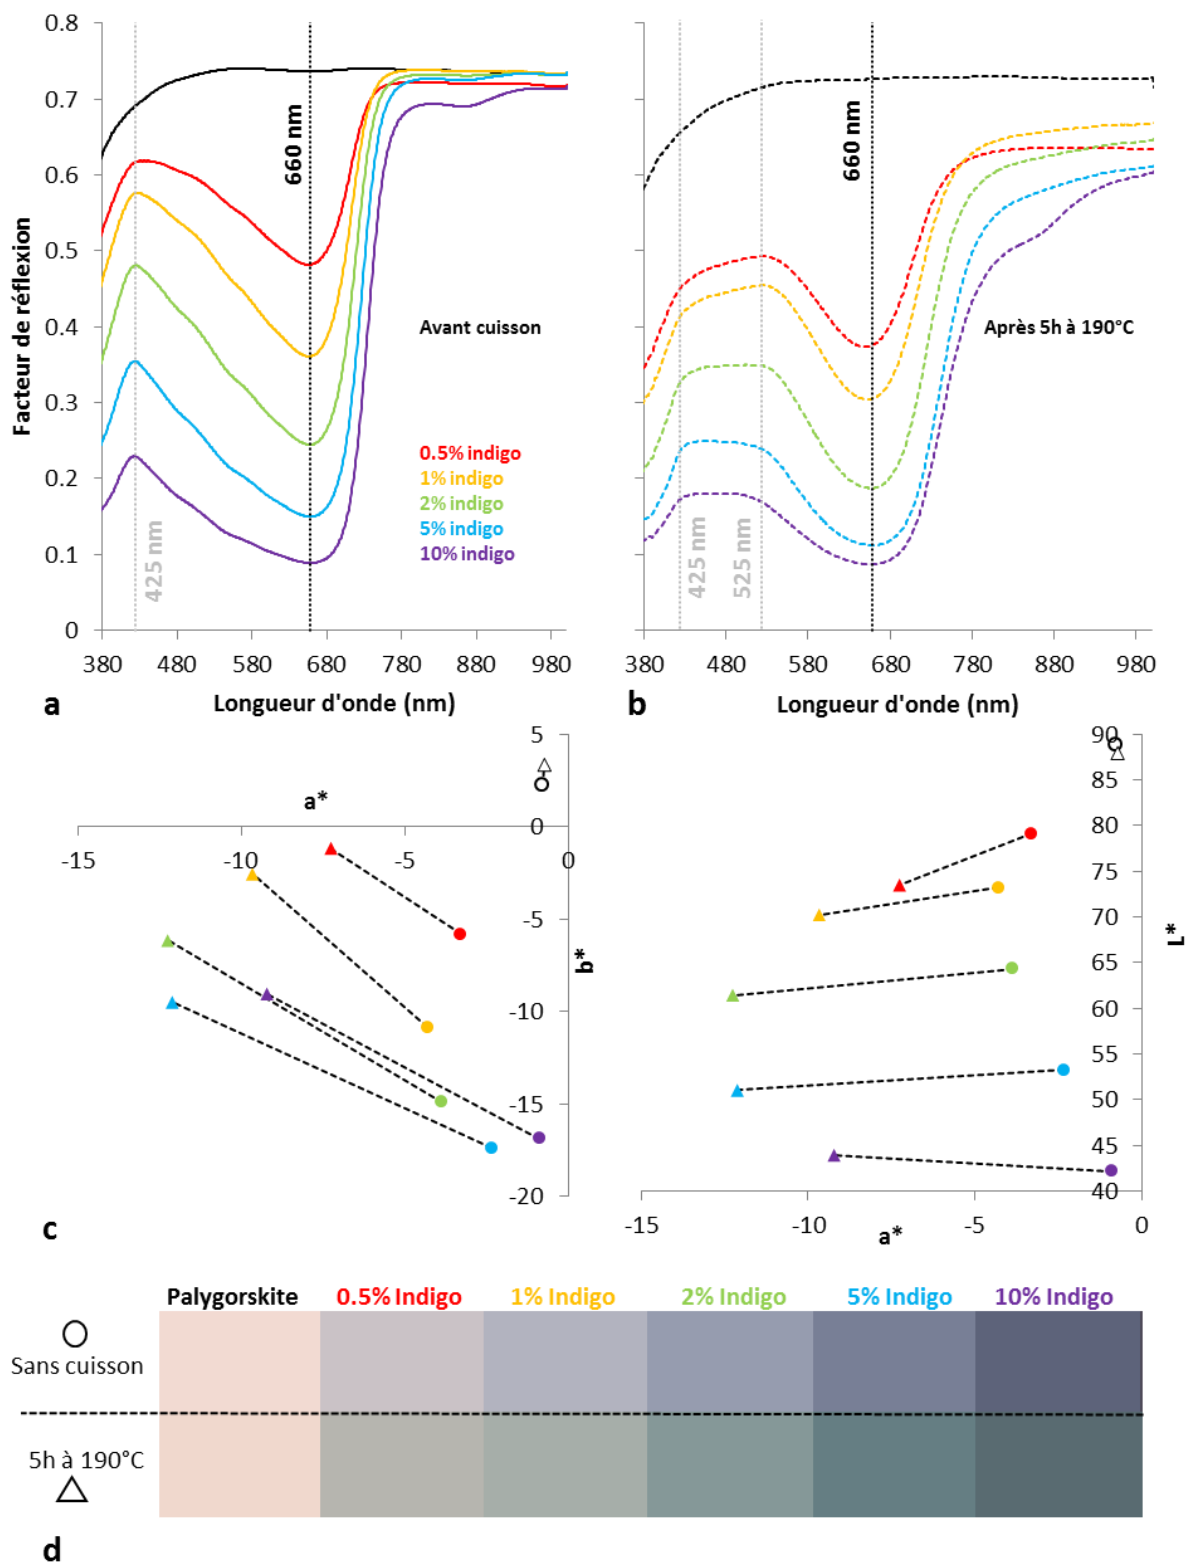 0.8
0.7
0.6
0.5
0.4
0.3
0.2
0.1
0
Facteur de réflexion
660 nm
425 nm
Avant cuisson
0.5% indigo
1% indigo
2% indigo
5% indigo
10% indigo
380 480 580 680 780 880 980
a Longueur d'onde (nm)
660 nm
425 nm
525 nm
Après 5h à 190°C
380 480 580 680 780 880 980
b Longueur d'onde (nm)
5
a*
0
-15 -10 -5 0
-5
b*
-10
-15
-20
c
90
85
80
75
70
L*
65
60
55
50
45
40
-15 -10 -5 0
a*
Palygorskite 0.5% Indigo 1% Indigo 2% Indigo 5% Indigo 10% Indigo
Sans cuisson
5h à 190°C
d